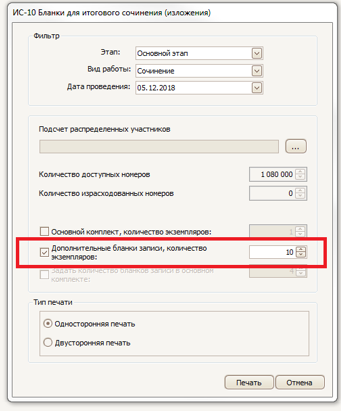 ИС-10 Бланки для итогового сочинения (изложения)
Фильтр
Этап: Основной этап
Вид работы: Сочинение
Дата проведения: 05.12.2018
Подсчет распределенных участников
...
Количество доступных номеров 1 080 000
Количество израсходованных номеров 0
Основной комплект, количество экземпляров: 1
Дополнительные бланки записи, количество
экземпляров: 10
Задать количество бланков записи в основной
комплекте: 4
Тип печати
Односторонняя печать
Двусторонняя печать
Печать Отмена